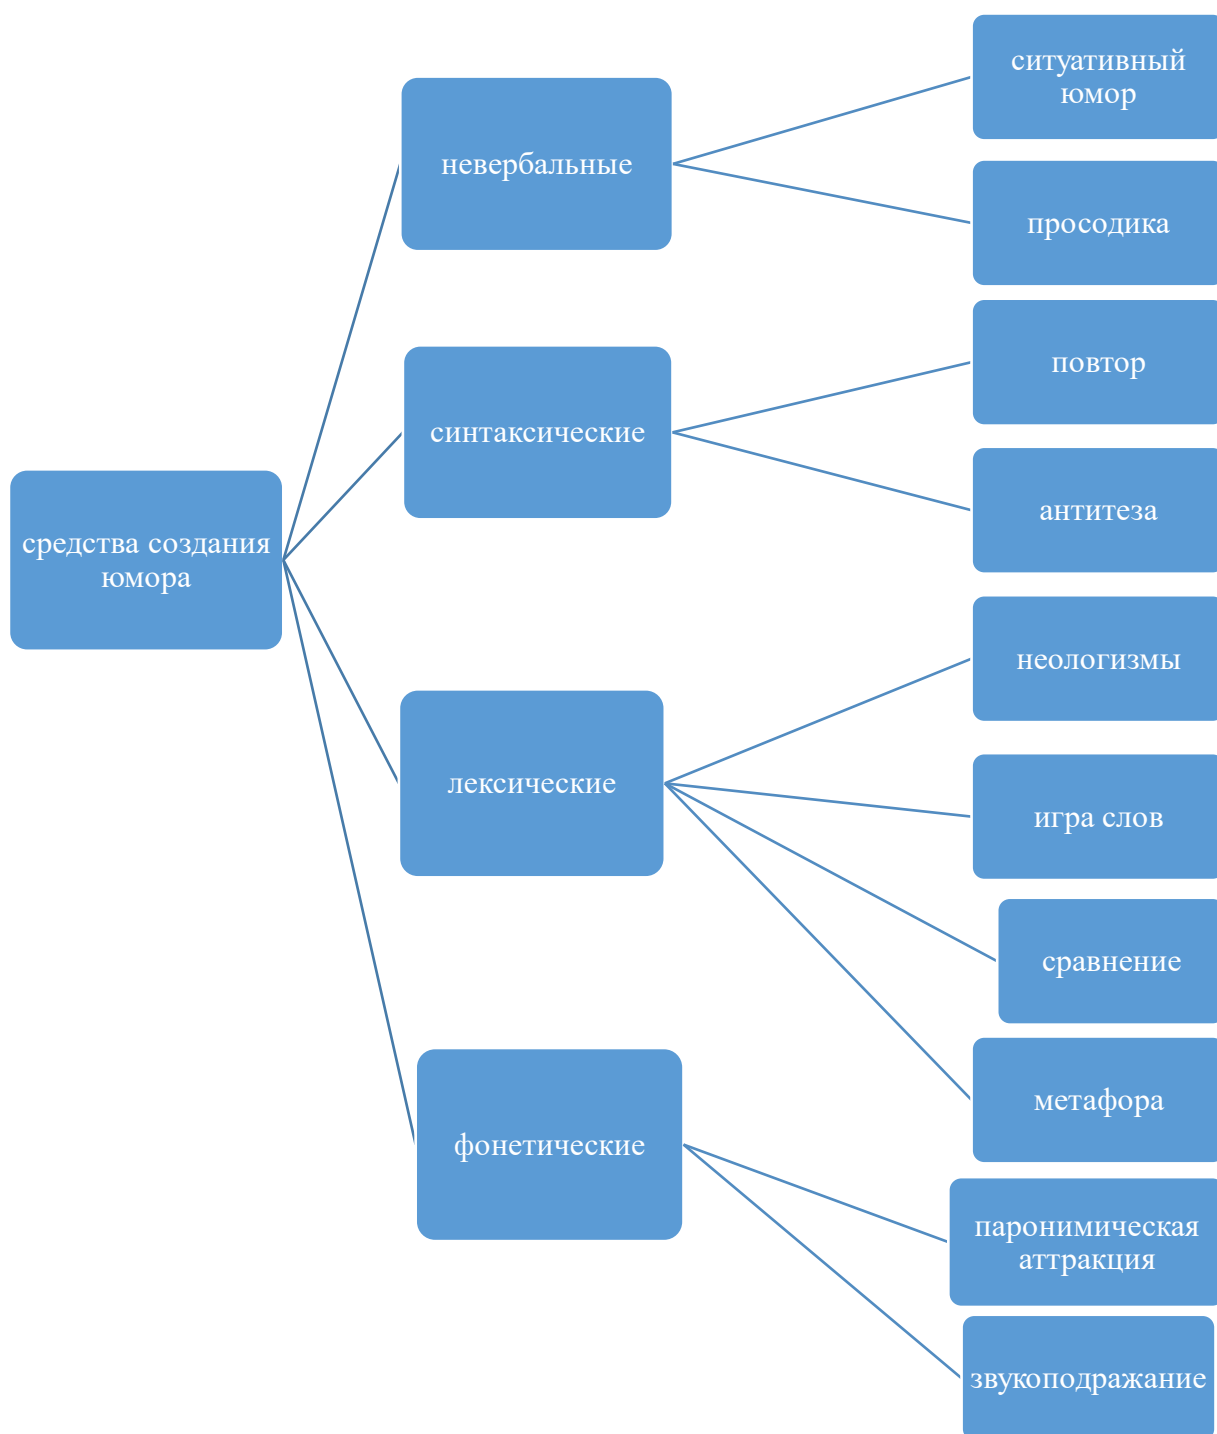 средства создания
юмора
невербальные
ситуативный
юмор
просодика
синтаксические
повтор
антитеза
лексические
неологизмы
игра слов
сравнение
метафора
фонетические
паронимическая
аттракция
звукоподражание